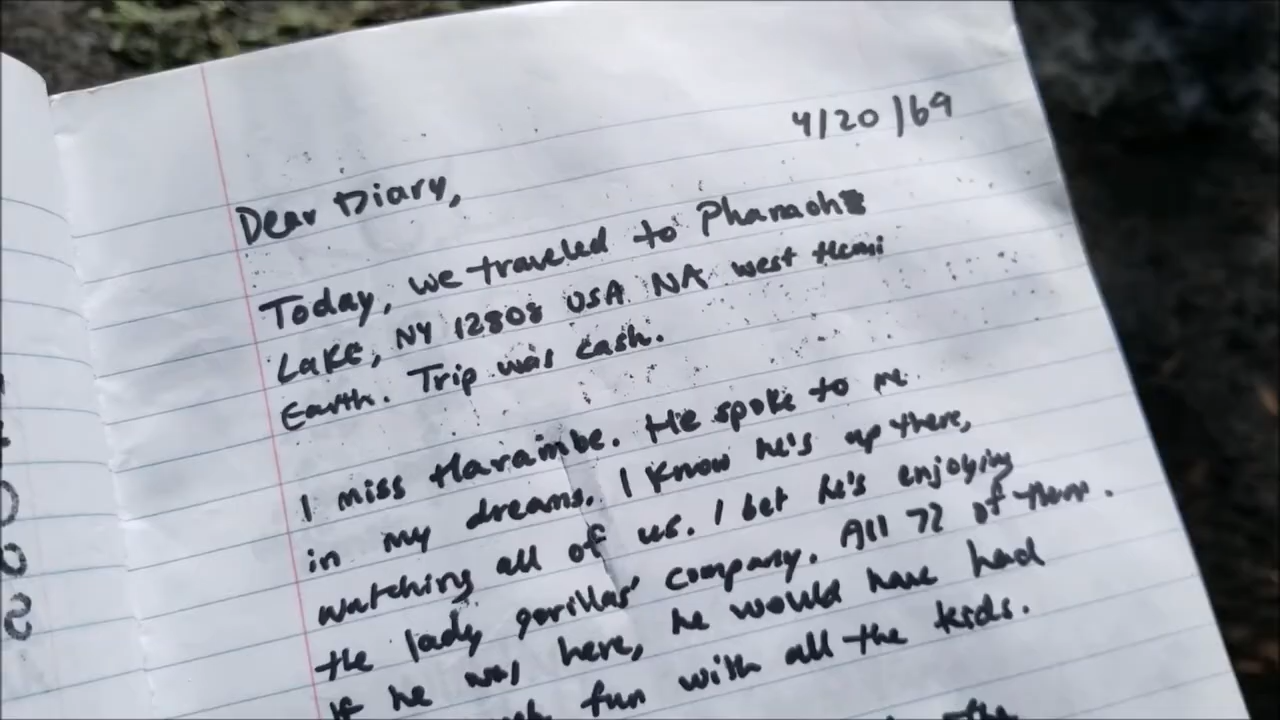 4/20/69
Dear Diary,
Today, we traveled to Pharaoh
Lake, NY 12808 USA NA west Hemi
Earth. Trip was cash.
I miss Harambe. He spoke to me
in my dreams. I know he's up there,
watching all of us. I bet he's enjoying
the lady gorillas' company. All 72 of them.
If he was here, he would have had
fun with all the kids.
the